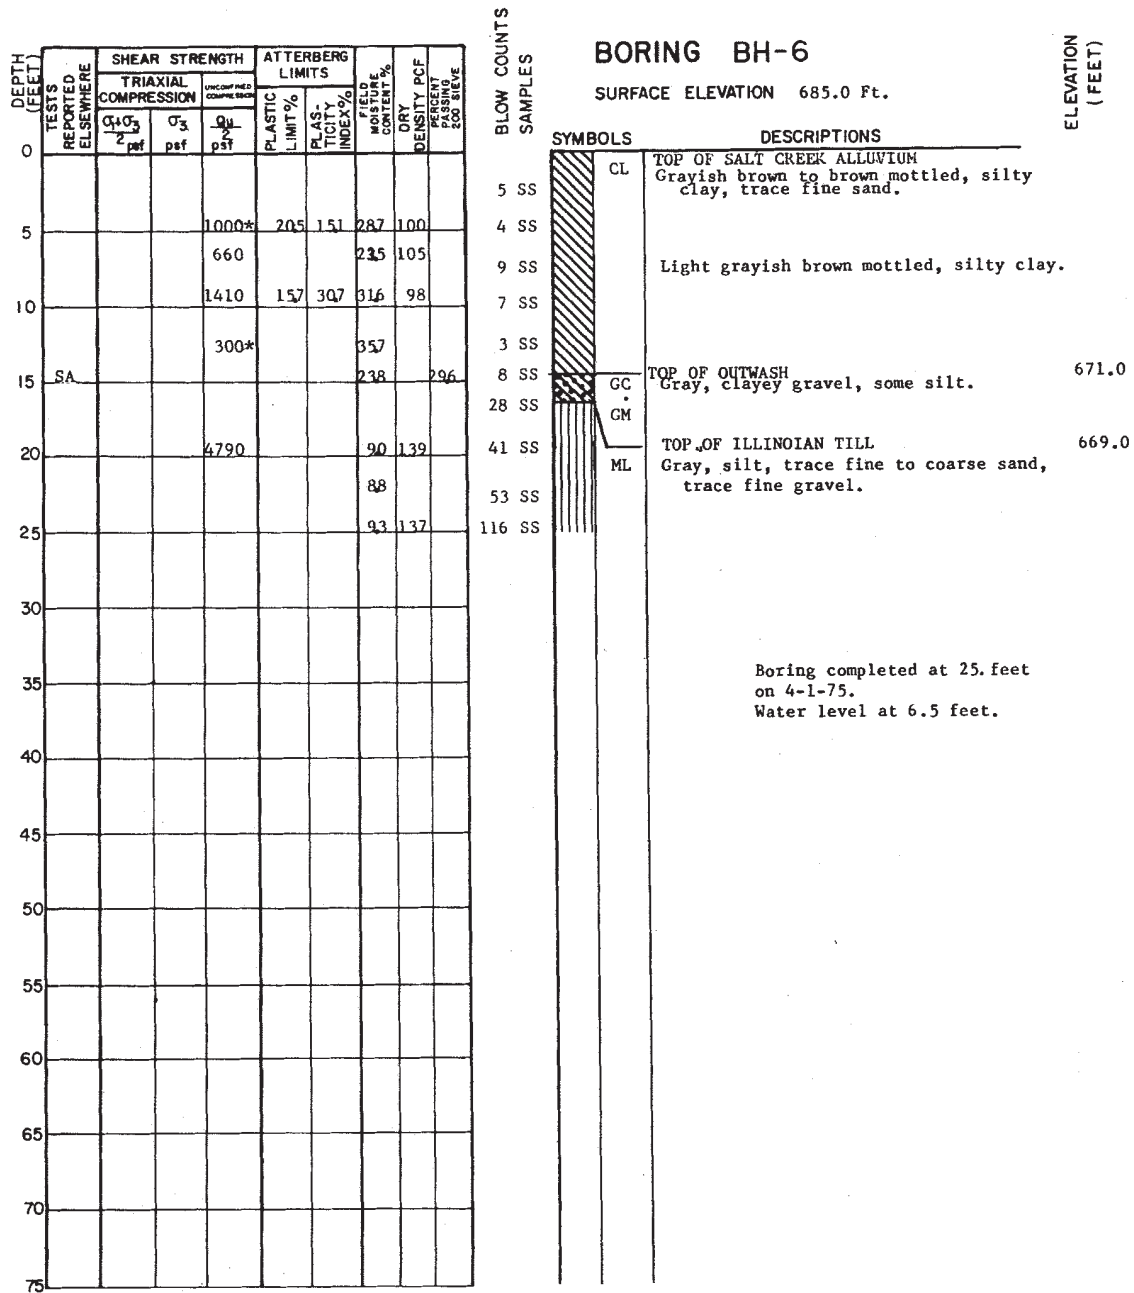 BORING BH-6
SURFACE ELEVATION 685.0 Ft.
DEPTH (FEET)
TESTS REPORTED ELSEWHERE
SHEAR STRENGTH
TRIAXIAL COMPRESSION
UNCONFINED COMPRESSION
σ1+σ3 / 2 psf
σ3 psf
Qu / 2 psf
ATTERBERG LIMITS
PLASTIC LIMIT%
PLAS-TICITY INDEX%
FIELD MOISTURE CONTENT %
DRY DENSITY PCF
PERCENT PASSING 200 SIEVE
BLOW COUNTS
SAMPLES
SYMBOLS
DESCRIPTIONS
ELEVATION (FEET)
0
CL
TOP OF SALT CREEK ALLUVIUM
Grayish brown to brown mottled, silty
clay, trace fine sand.
5 SS
5
1000* 20.5 15.1 28.7 100
4 SS
660 105
9 SS
Light grayish brown mottled, silty clay.
10
1410 15.7 30.7 31.6 98
7 SS
300* 35.7
3 SS
15
SA 23.8 29.6
8 SS
TOP OF OUTWASH
671.0
GC
Gray, clayey gravel, some silt.
28 SS
GM
20
4790 9.0 139
41 SS
TOP OF ILLINOIAN TILL
669.0
ML
Gray, silt, trace fine to coarse sand,
trace fine gravel.
8.8
53 SS
25
9.3 137
116 SS
30
35
Boring completed at 25. feet
on 4-1-75.
Water level at 6.5 feet.
40
45
50
55
60
65
70
75